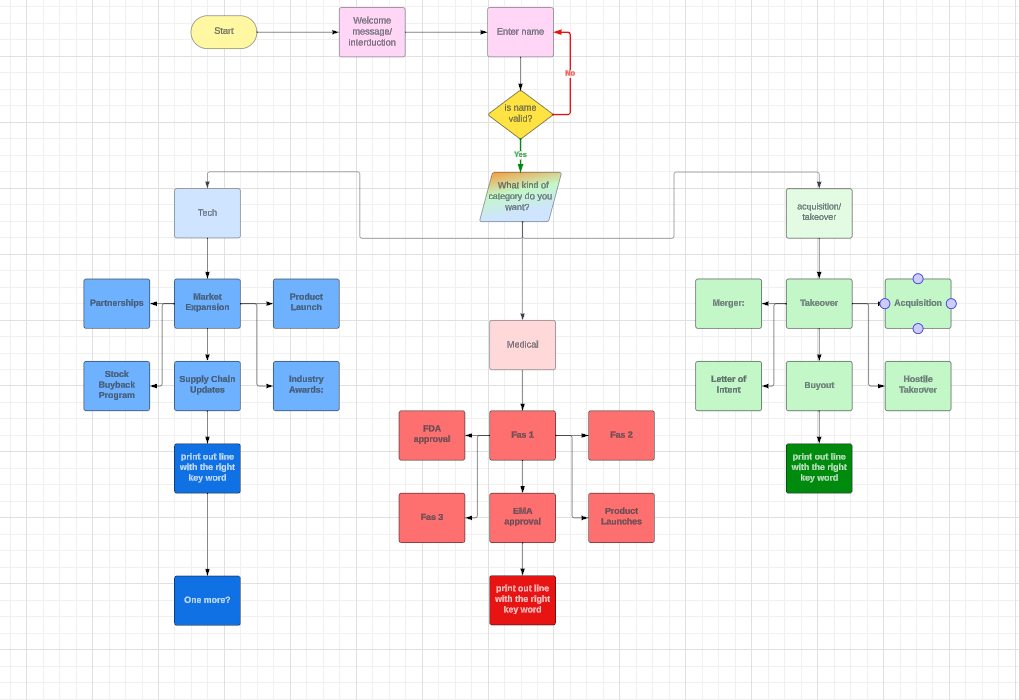 Start
Welcome
message/
interduction
Enter name
No
is name
valid?
Yes
What kind of
category do you
want?
Tech
acquisition/
takeover
Partnerships
Market
Expansion
Product
Launch
Merger:
Takeover
Acquisition
Medical
Stock
Buyback
Program
Supply Chain
Updates
Industry
Awards:
Letter of
Intent
Buyout
Hostile
Takeover
FDA
approval
Fas 1
Fas 2
print out line
with the right
key word
print out line
with the right
key word
Fas 3
EMA
approval
Product
Launches
One more?
print out line
with the right
key word